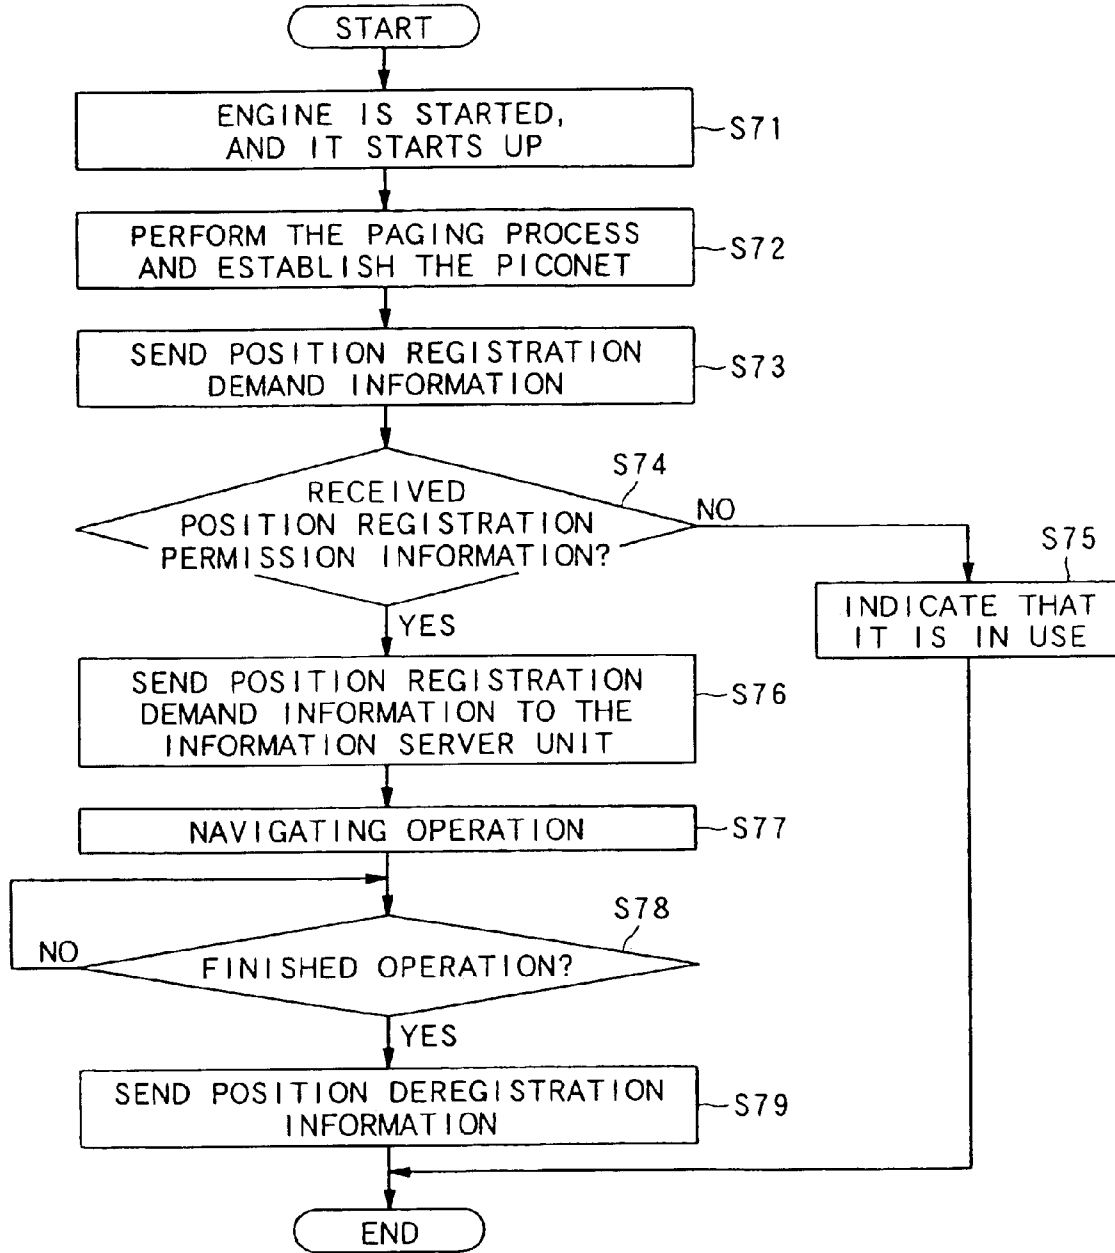 START
ENGINE IS STARTED,
AND IT STARTS UP
S71
PERFORM THE PAGING PROCESS
AND ESTABLISH THE PICONET
S72
SEND POSITION REGISTRATION
DEMAND INFORMATION
S73
S74
RECEIVED
POSITION REGISTRATION
PERMISSION INFORMATION?
NO
YES
S75
INDICATE THAT
IT IS IN USE
SEND POSITION REGISTRATION
DEMAND INFORMATION TO THE
INFORMATION SERVER UNIT
S76
NAVIGATING OPERATION
S77
S78
FINISHED OPERATION?
NO
YES
SEND POSITION DEREGISTRATION
INFORMATION
S79
END